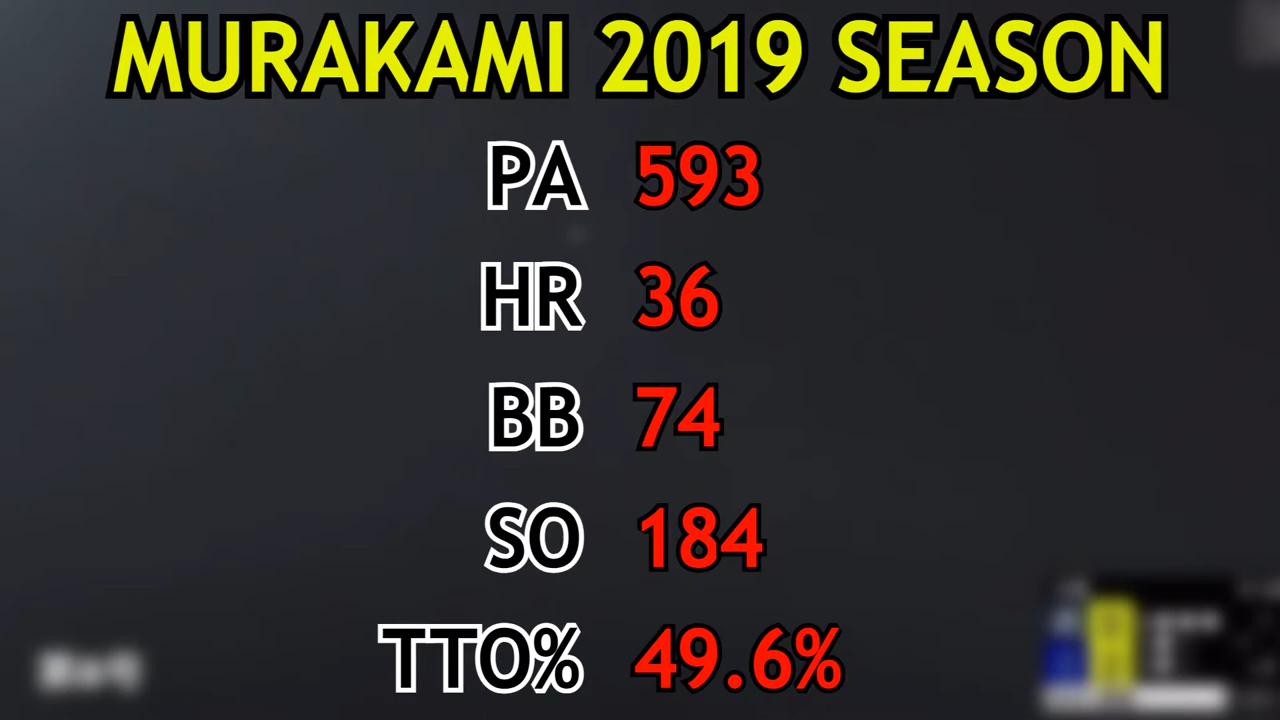 MURAKAMI 2019 SEASON
PA 593
HR 36
BB 74
SO 184
TTO% 49.6%